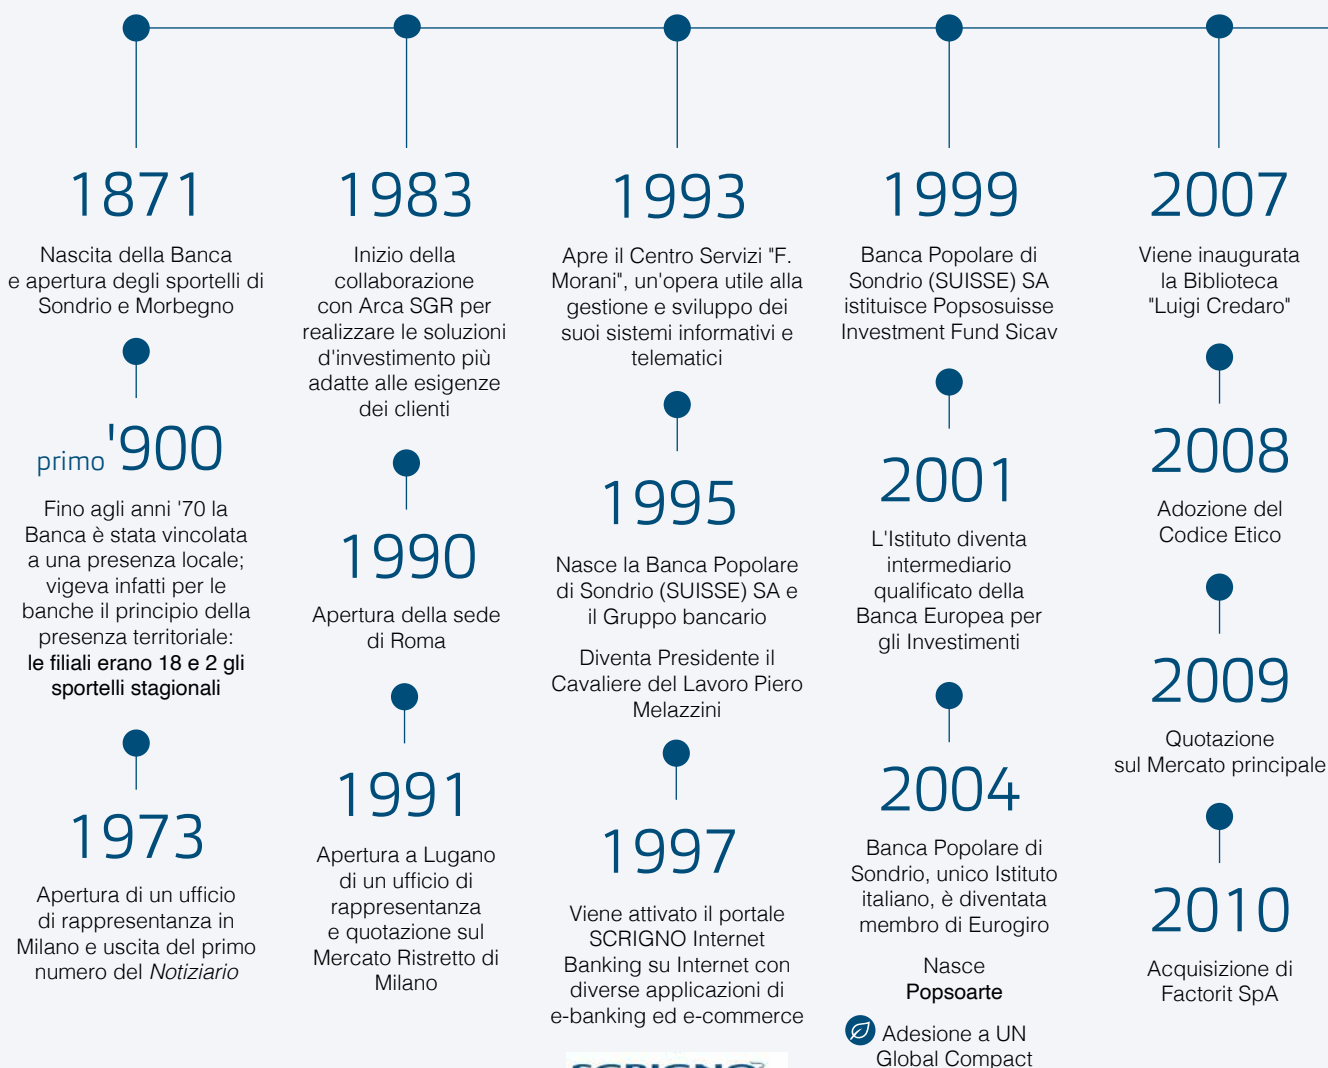 1871
Nascita della Banca
e apertura degli sportelli di
Sondrio e Morbegno
primo '900
Fino agli anni '70 la
Banca è stata vincolata
a una presenza locale;
vigeva infatti per le
banche il principio della
presenza territoriale:
le filiali erano 18 e 2 gli
sportelli stagionali
1973
Apertura di un ufficio
di rappresentanza in
Milano e uscita del primo
numero del Notiziario
1983
Inizio della
collaborazione
con Arca SGR per
realizzare le soluzioni
d'investimento più
adatte alle esigenze
dei clienti
1990
Apertura della sede
di Roma
1991
Apertura a Lugano
di un ufficio di
rappresentanza
e quotazione sul
Mercato Ristretto di
Milano
1993
Apre il Centro Servizi "F.
Morani", un'opera utile alla
gestione e sviluppo dei
suoi sistemi informativi e
telematici
1995
Nasce la Banca Popolare
di Sondrio (SUISSE) SA e
il Gruppo bancario
Diventa Presidente il
Cavaliere del Lavoro Piero
Melazzini
1997
Viene attivato il portale
SCRIGNO Internet
Banking su Internet con
diverse applicazioni di
e-banking ed e-commerce
SCRIGNO
1999
Banca Popolare di
Sondrio (SUISSE) SA
istituisce Popsosuisse
Investment Fund Sicav
2001
L'Istituto diventa
intermediario
qualificato della
Banca Europea per
gli Investimenti
2004
Banca Popolare di
Sondrio, unico Istituto
italiano, è diventata
membro di Eurogiro
Nasce
Popsoarte
Adesione a UN
Global Compact
2007
Viene inaugurata
la Biblioteca
"Luigi Credaro"
2008
Adozione del
Codice Etico
2009
Quotazione
sul Mercato principale
2010
Acquisizione di
Factorit SpA